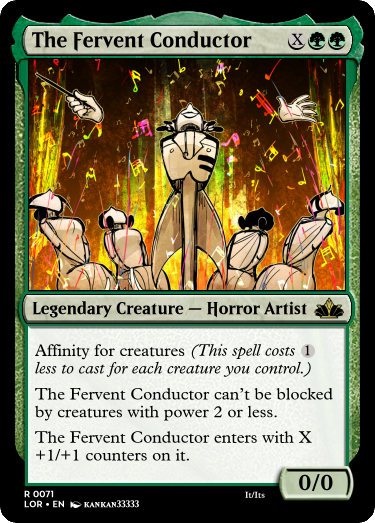 The Fervent Conductor X
Legendary Creature — Horror Artist
Affinity for creatures (This spell costs 1
less to cast for each creature you control.)
The Fervent Conductor can't be blocked
by creatures with power 2 or less.
The Fervent Conductor enters with X
+1/+1 counters on it.
0/0
R 0071
LOR • EN KANKAN33333
It/Its